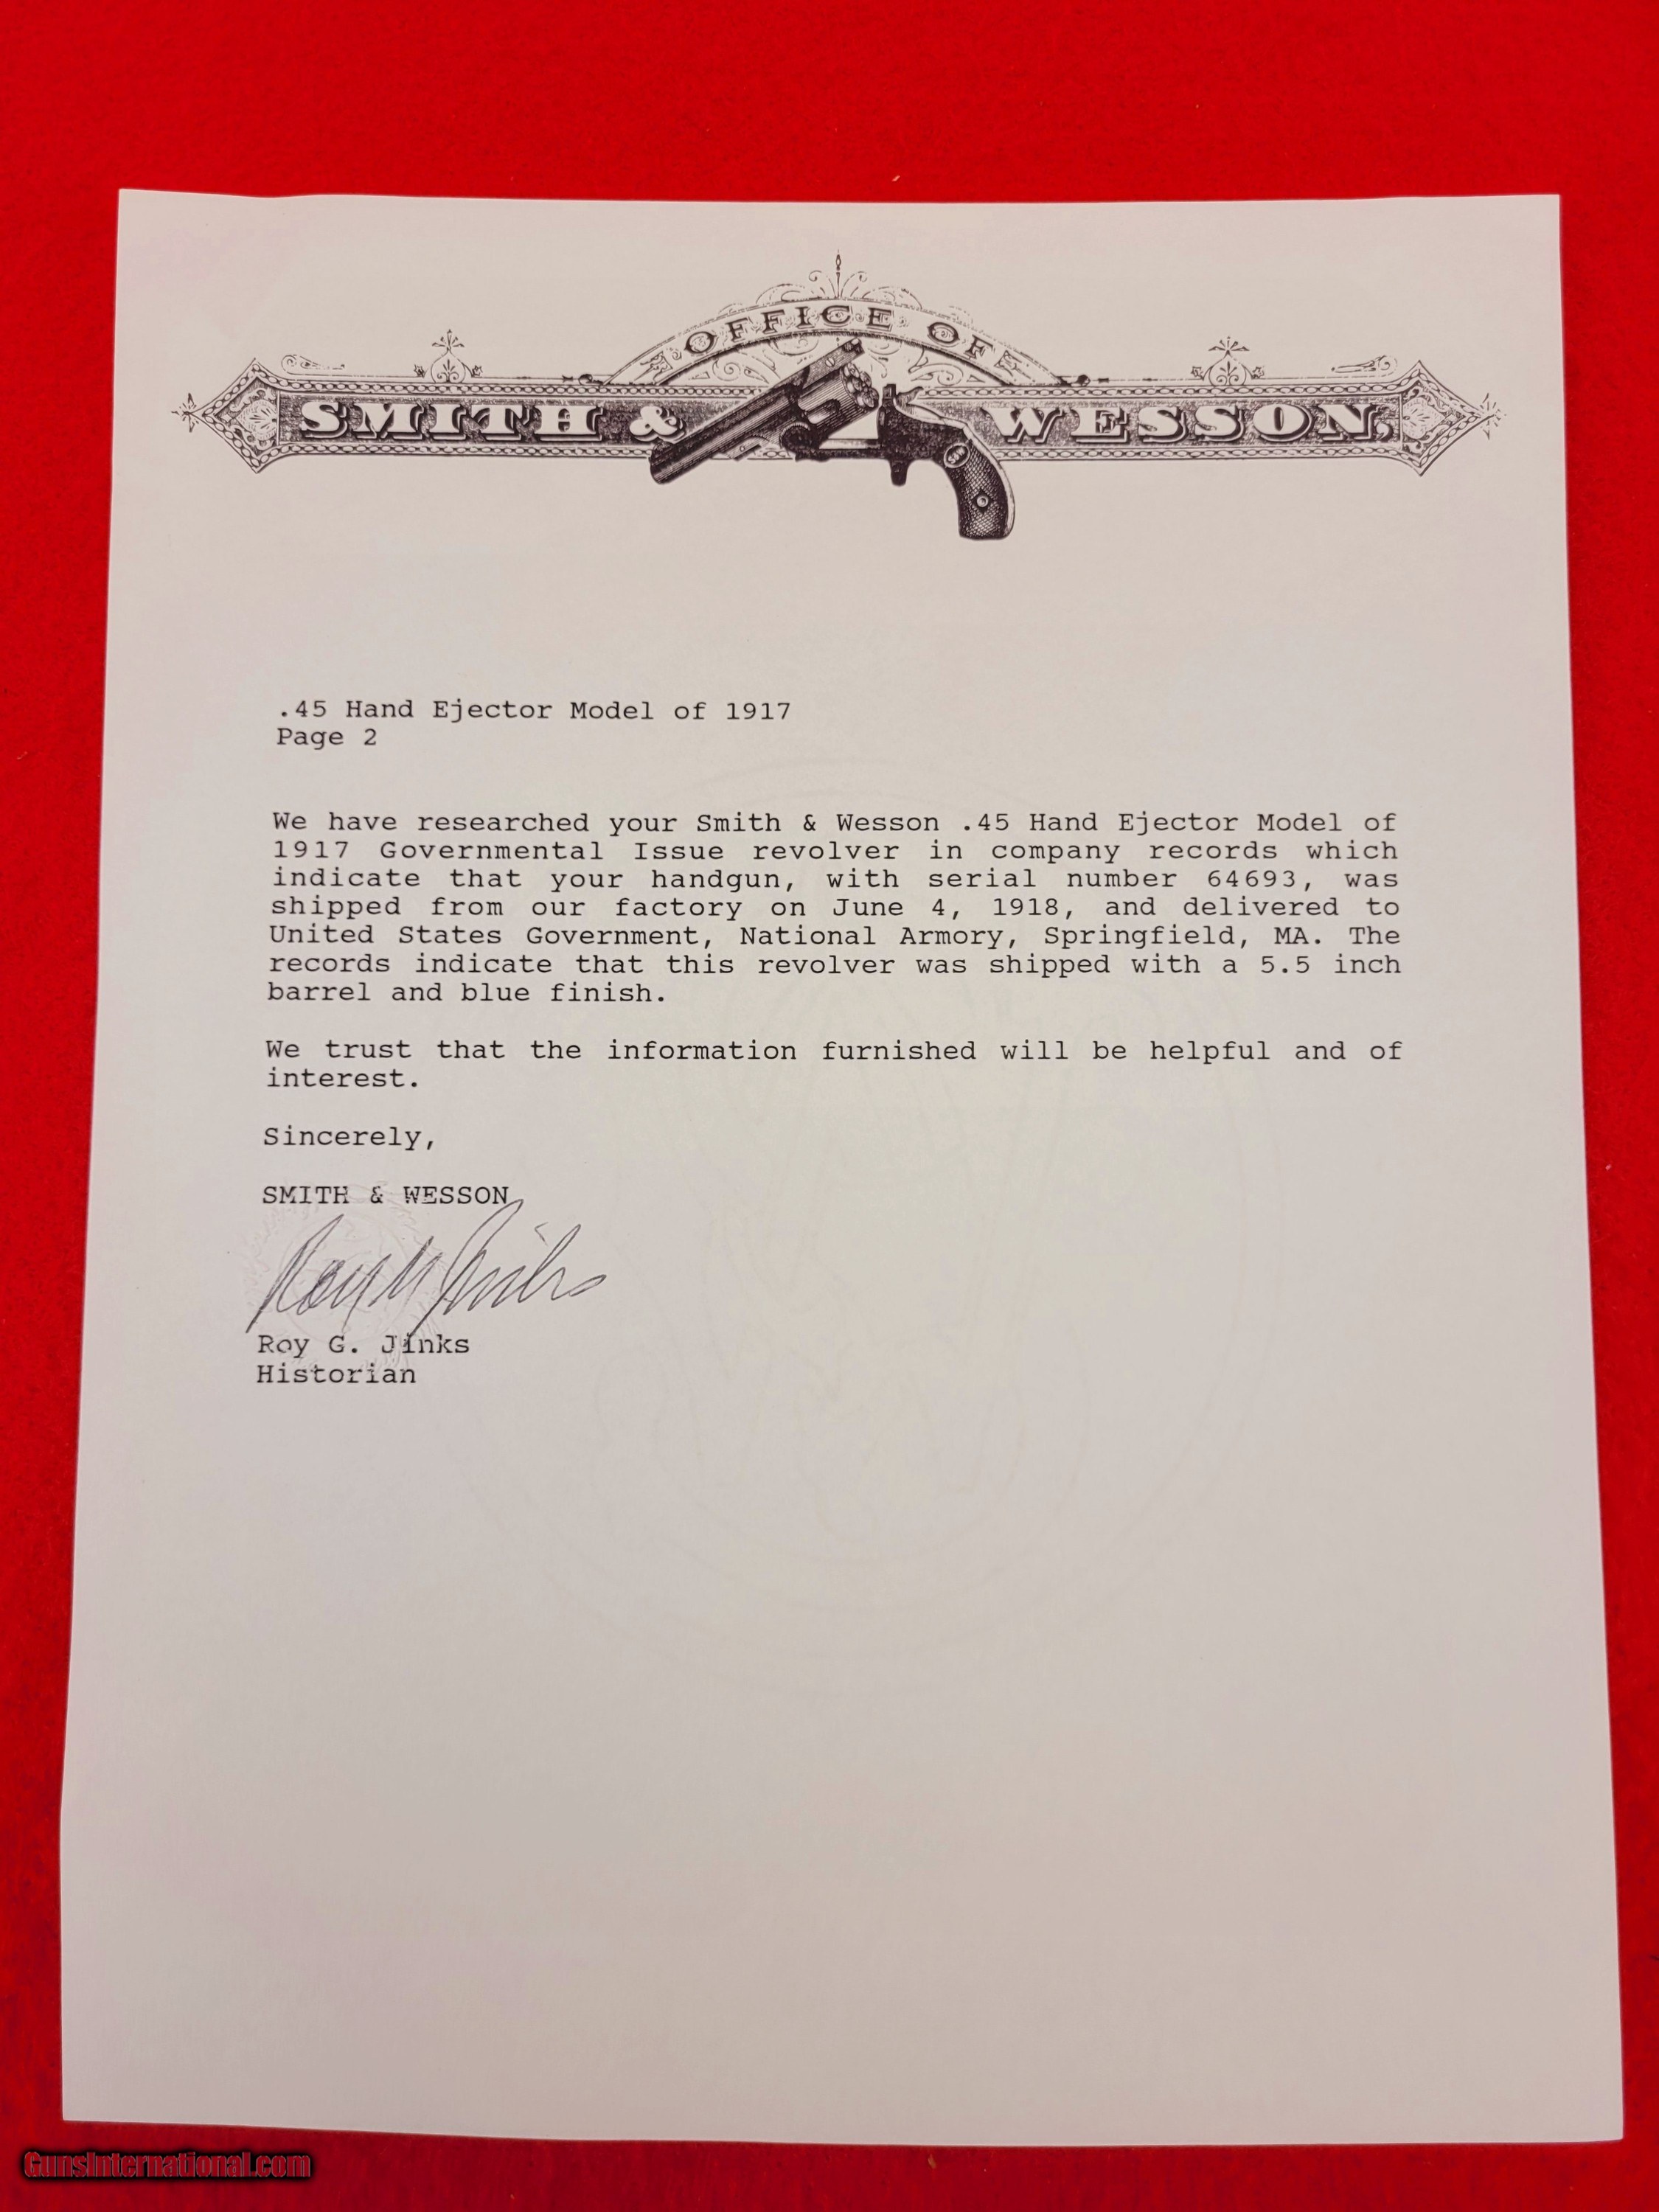 OFFICE OF
SMITH & WESSON,
.45 Hand Ejector Model of 1917
Page 2
We have researched your Smith & Wesson .45 Hand Ejector Model of
1917 Governmental Issue revolver in company records which
indicate that your handgun, with serial number 64693, was
shipped from our factory on June 4, 1918, and delivered to
United States Government, National Armory, Springfield, MA. The
records indicate that this revolver was shipped with a 5.5 inch
barrel and blue finish.
We trust that the information furnished will be helpful and of
interest.
Sincerely,
SMITH & WESSON
Roy G. Jinks
Historian
GunsInternational.com